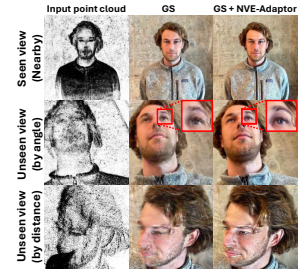 Input point cloud GS GS + NVE-Adaptor
Seen view
(Nearby)
Unseen view
(by angle)
Unseen view
(by distance)